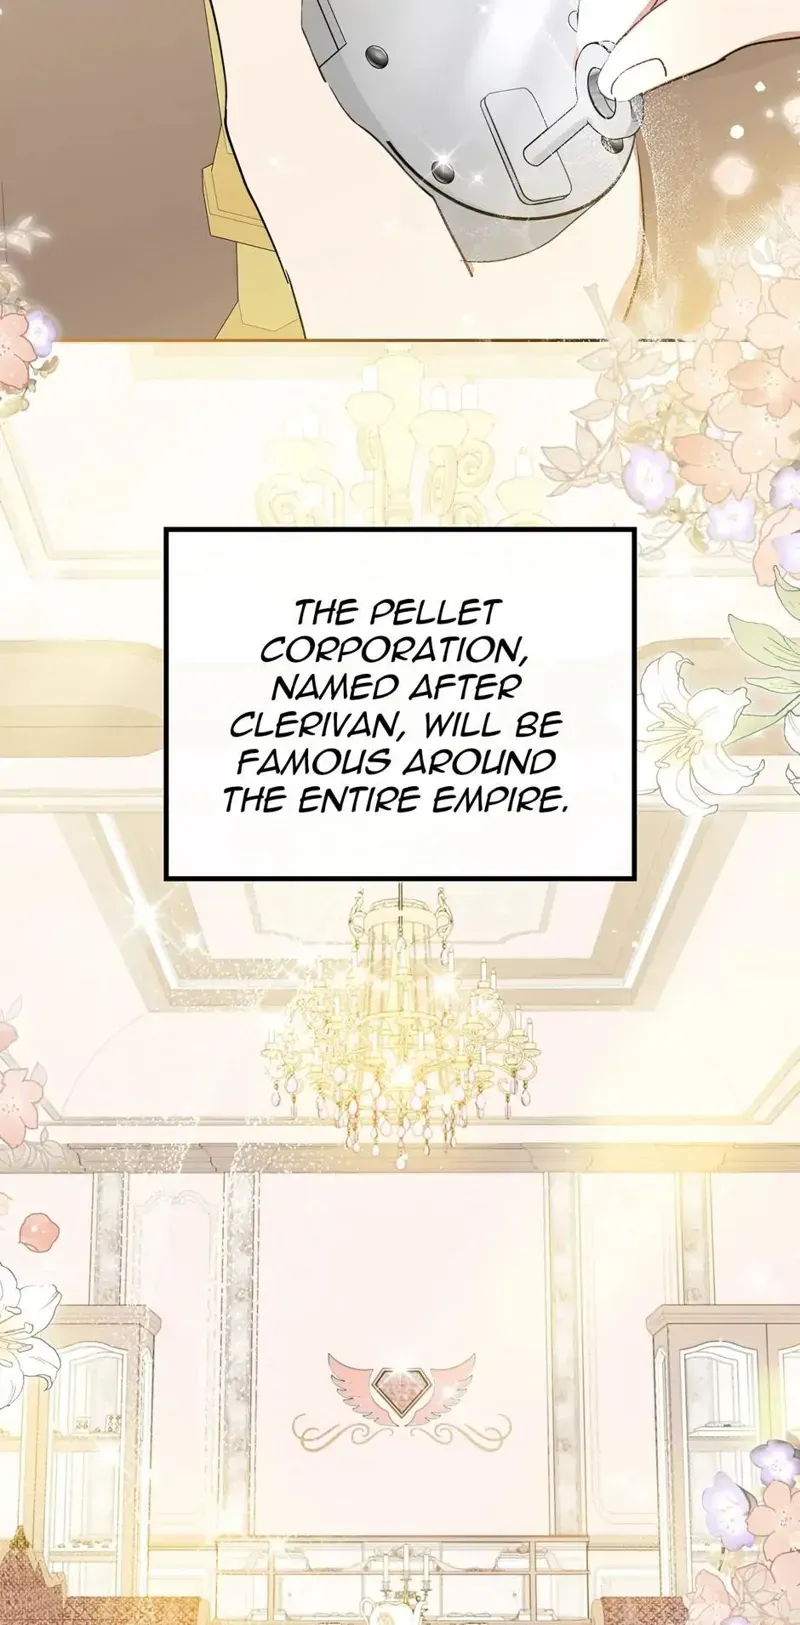 THE PELLET
CORPORATION,
NAMED AFTER
CLERIVAN, WILL BE
FAMOUS AROUND
THE ENTIRE EMPIRE.